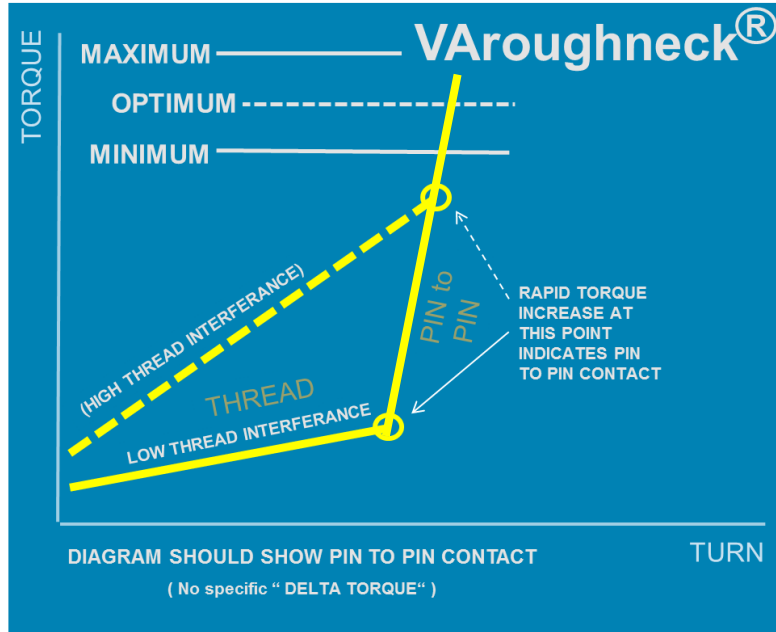 VAroughneck®
TORQUE
MAXIMUM
OPTIMUM
MINIMUM
(HIGH THREAD INTERFERANCE)
THREAD
LOW THREAD INTERFERANCE
PIN to
PIN
RAPID TORQUE
INCREASE AT
THIS POINT
INDICATES PIN
TO PIN CONTACT
TURN
DIAGRAM SHOULD SHOW PIN TO PIN CONTACT
( No specific “ DELTA TORQUE“ )